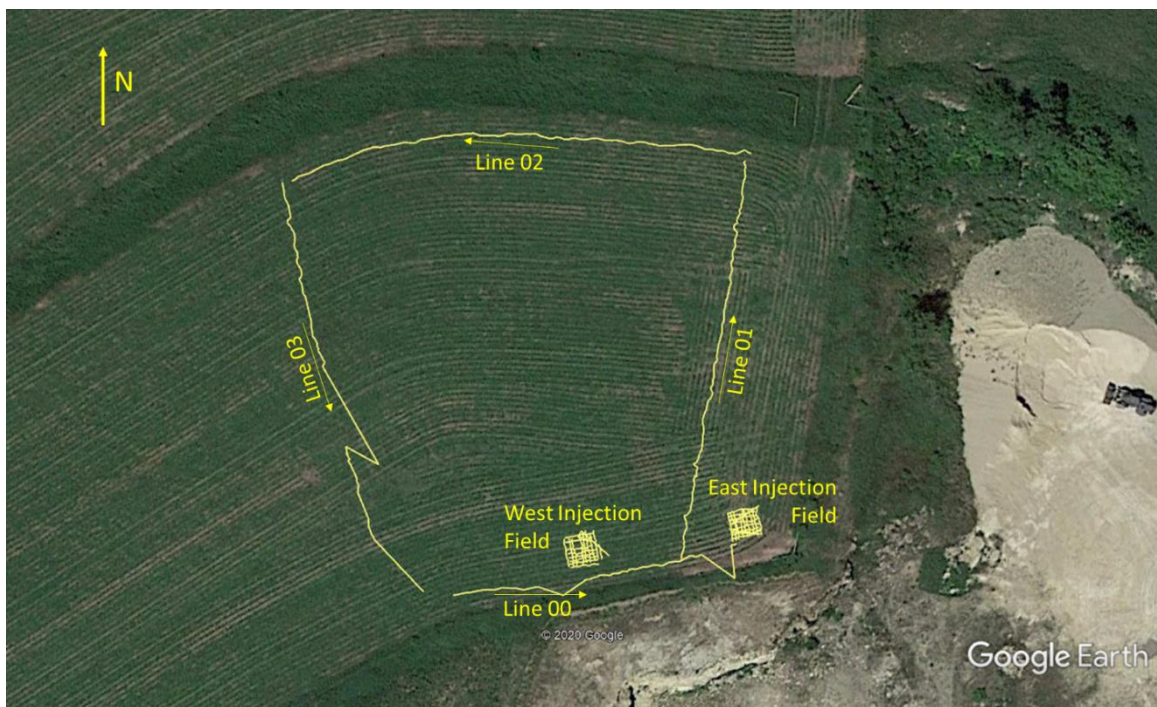 N
Line 02
Line 03
Line 01
East Injection
Field
West Injection
Field
Line 00
© 2020 Google
Google Earth